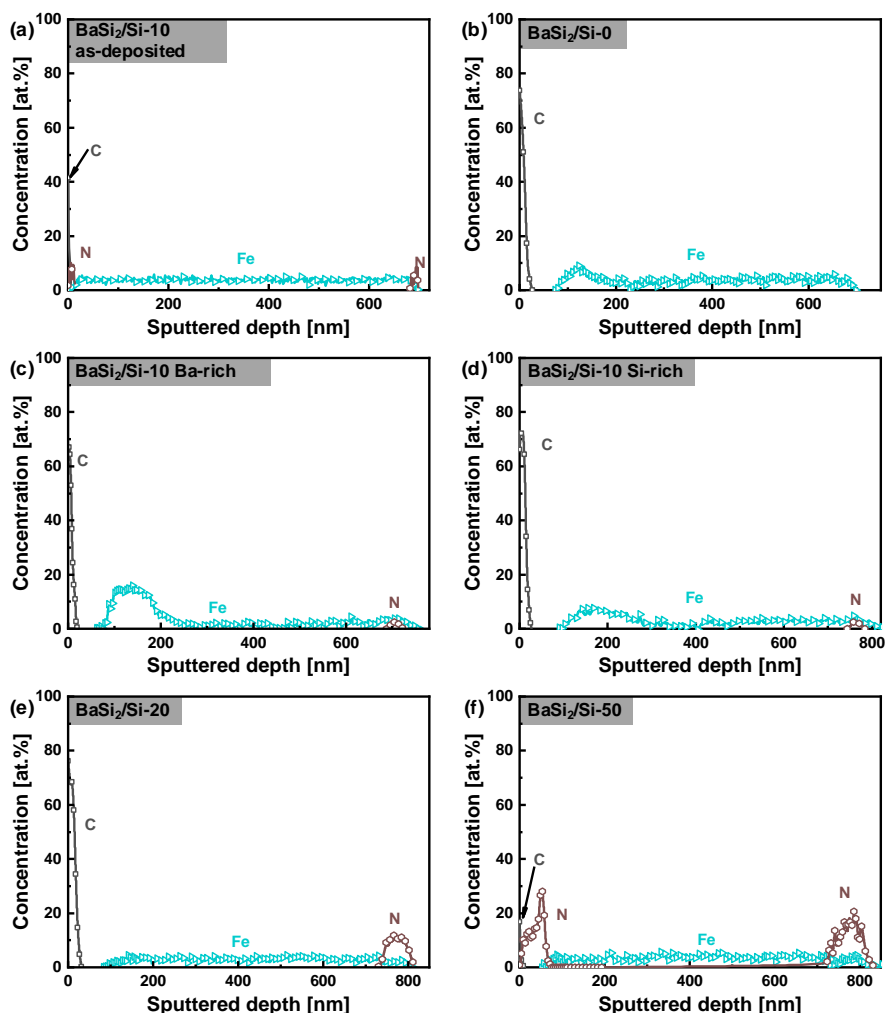 (a)
BaSi₂/Si-10
as-deposited
Concentration [at.%]
100
80
60
40
20
0
C
N
Fe
N
0
200
400
600
Sputtered depth [nm]
(b)
BaSi₂/Si-0
Concentration [at.%]
100
80
60
40
20
0
C
Fe
0
200
400
600
Sputtered depth [nm]
(c)
BaSi₂/Si-10 Ba-rich
Concentration [at.%]
100
80
60
40
20
0
C
Fe
N
0
200
400
600
Sputtered depth [nm]
(d)
BaSi₂/Si-10 Si-rich
Concentration [at.%]
100
80
60
40
20
0
C
Fe
N
0
200
400
600
800
Sputtered depth [nm]
(e)
BaSi₂/Si-20
Concentration [at.%]
100
80
60
40
20
0
C
Fe
N
0
200
400
600
800
Sputtered depth [nm]
(f)
BaSi₂/Si-50
Concentration [at.%]
100
80
60
40
20
0
C
N
Fe
N
0
200
400
600
800
Sputtered depth [nm]